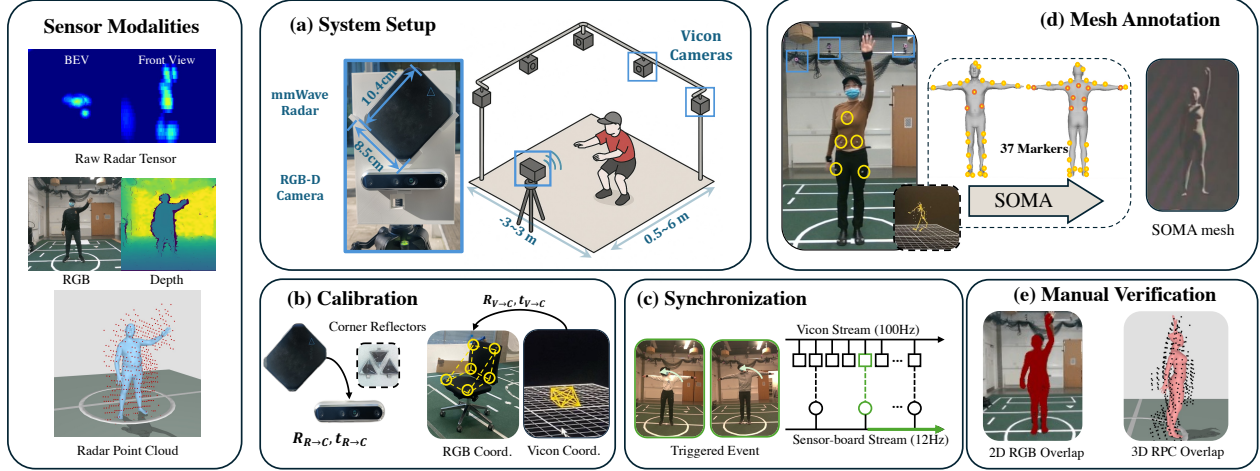 Sensor Modalities
BEV
Front View
Raw Radar Tensor
RGB
Depth
Radar Point Cloud
(a) System Setup
mmWave
Radar
RGB-D
Camera
10.4cm
8.5cm
Vicon
Cameras
-3~3 m
0.5~6 m
(b) Calibration
Corner Reflectors
R_{R→C}, t_{R→C}
R_{V→C}, t_{V→C}
RGB Coord.
Vicon Coord.
(c) Synchronization
Triggered Event
Vicon Stream (100Hz)
...
...
Sensor-board Stream (12Hz)
(d) Mesh Annotation
37 Markers
SOMA
SOMA mesh
(e) Manual Verification
2D RGB Overlap
3D RPC Overlap